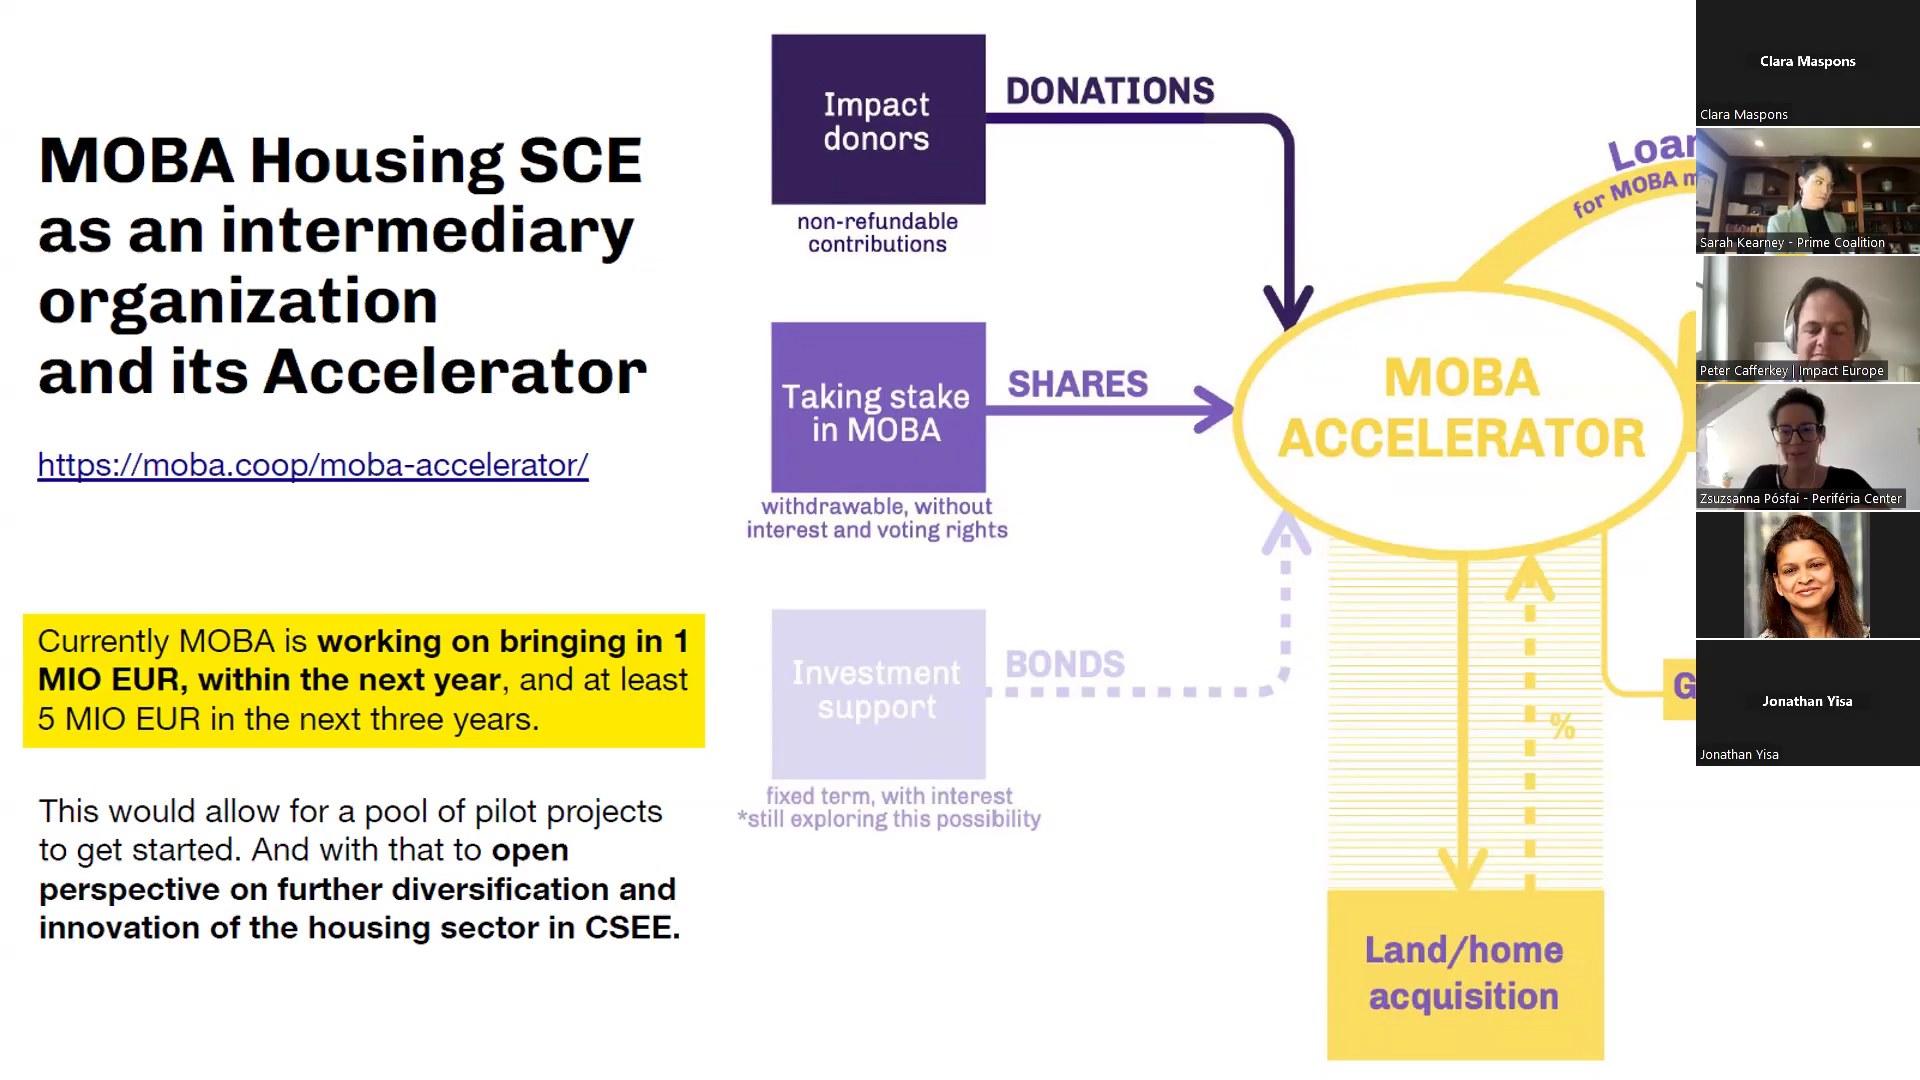 MOBA Housing SCE
as an intermediary
organization
and its Accelerator
https://moba.coop/moba-accelerator/
Currently MOBA is working on bringing in 1
MIO EUR, within the next year, and at least
5 MIO EUR in the next three years.
This would allow for a pool of pilot projects
to get started. And with that to open
perspective on further diversification and
innovation of the housing sector in CSEE.
Impact
donors
DONATIONS
non-refundable
contributions
Taking stake
in MOBA
SHARES
withdrawable, without
interest and voting rights
Investment
support
BONDS
fixed term, with interest
*still exploring this possibility
MOBA
ACCELERATOR
for MOBA
%
Land/home
acquisition
Clara Maspons
Clara Maspons
Sarah Kearney - Prime Coalition
Peter Cafferkey | Impact Europe
Zsuzsanna Pósfai - Periféria Center
Jonathan Yisa
Jonathan Yisa